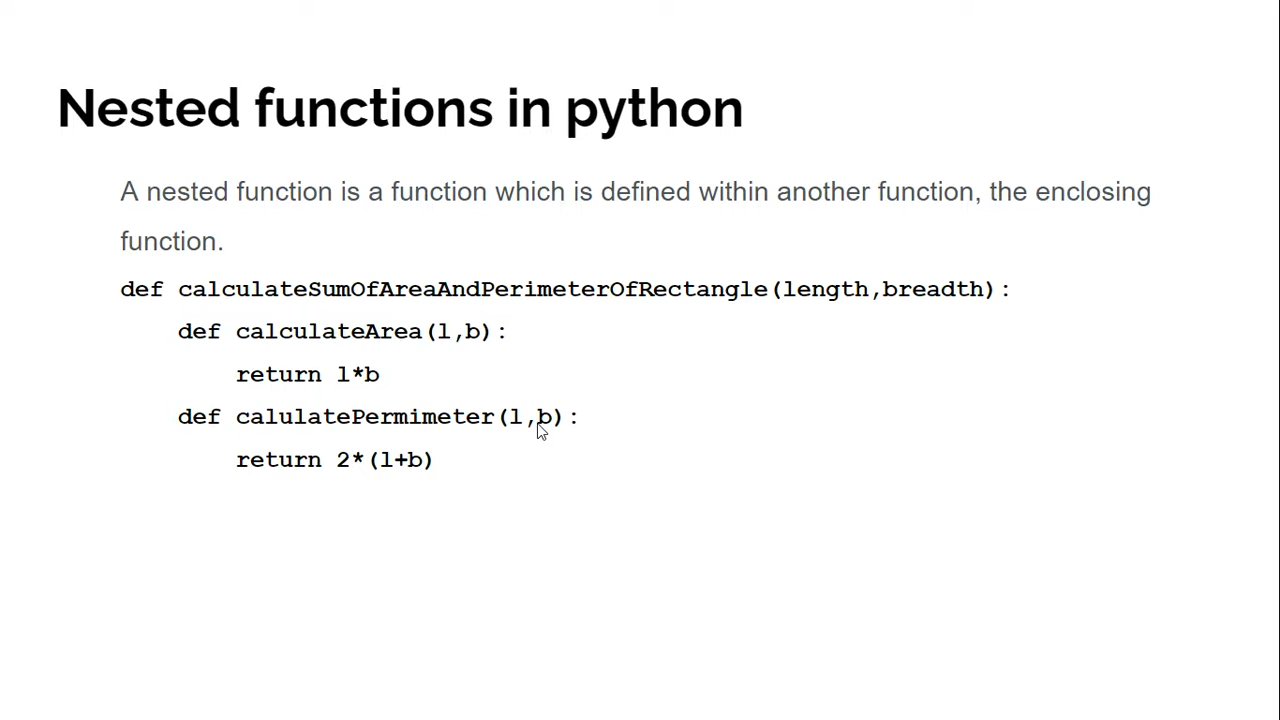 Nested functions in python
A nested function is a function which is defined within another function, the enclosing
function.
def calculateSumOfAreaAndPerimeterOfRectangle(length,breadth):
    def calculateArea(l,b):
        return l*b
    def calulatePermimeter(l,b):
        return 2*(l+b)